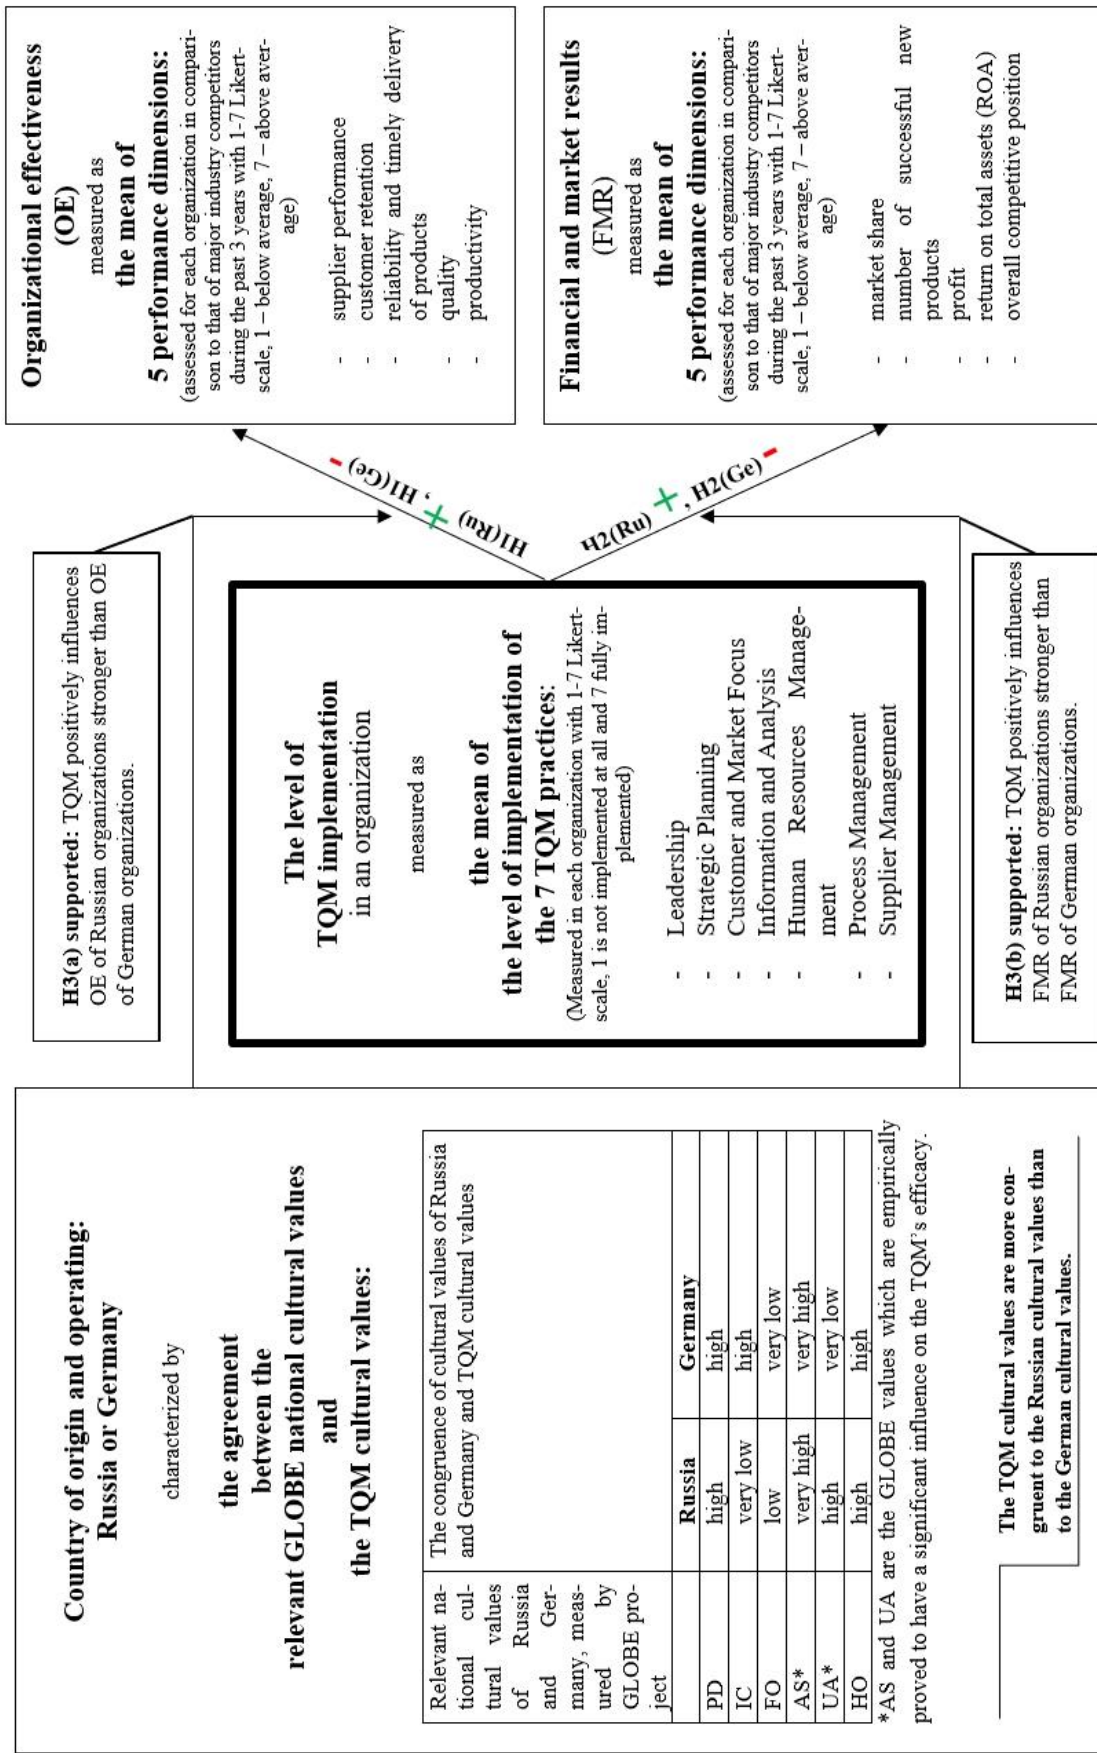 Country of origin and operating:
Russia or Germany
characterized by
the agreement
between the
relevant GLOBE national cultural values
and
the TQM cultural values:
Relevant na-
tional cul-
tural values
of Russia
and Ger-
many, meas-
ured by
GLOBE pro-
ject
The congruence of cultural values of Russia
and Germany and TQM cultural values
Russia Germany
PD high high
IC very low high
FO low very low
AS* very high very high
UA* high very low
HO high high
*AS and UA are the GLOBE values which are empirically
proved to have a significant influence on the TQM's efficacy.
The TQM cultural values are more con-
gruent to the Russian cultural values than
to the German cultural values.
H3(a) supported: TQM positively influences
OE of Russian organizations stronger than OE
of German organizations.
The level of
TQM implementation
in an organization
measured as
the mean of
the level of implementation of
the 7 TQM practices:
(Measured in each organization with 1-7 Likert-
scale, 1 is not implemented at all and 7 fully im-
plemented)
- Leadership
- Strategic Planning
- Customer and Market Focus
- Information and Analysis
- Human Resources Manage-
ment
- Process Management
- Supplier Management
H3(b) supported: TQM positively influences
FMR of Russian organizations stronger than
FMR of German organizations.
H1(Ru) + , H1(Ge) -
H2(Ru) + , H2(Ge) -
Organizational effectiveness
(OE)
measured as
the mean of
5 performance dimensions:
(assessed for each organization in compari-
son to that of major industry competitors
during the past 3 years with 1-7 Likert-
scale, 1 – below average, 7 – above aver-
age)
- supplier performance
- customer retention
- reliability and timely delivery
of products
- quality
- productivity
Financial and market results
(FMR)
measured as
the mean of
5 performance dimensions:
(assessed for each organization in compari-
son to that of major industry competitors
during the past 3 years with 1-7 Likert-
scale, 1 – below average, 7 – above aver-
age)
- market share
- number of successful new
products
- profit
- return on total assets (ROA)
- overall competitive position